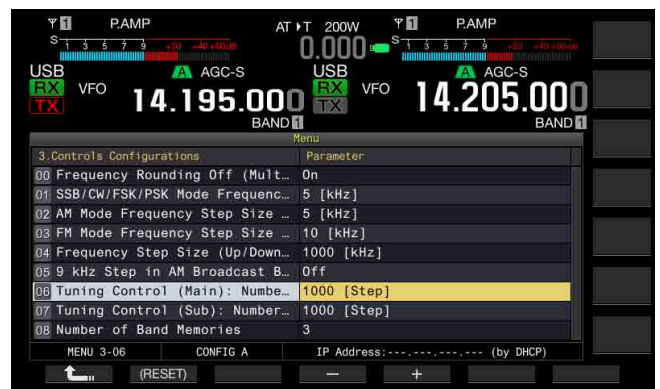 1 P.AMP AT▸T 200W 1 P.AMP
S 1 3 5 7 9 +20 +40 +60dB 0.000 S 1 3 5 7 9 +20 +40 +60dB
USB A AGC-S USB A AGC-S
RX VFO 14.195.000 RX VFO 14.205.000
TX TX
BAND 1 BAND 1
Menu
3.Controls Configurations Parameter
00 Frequency Rounding Off (Mult… On
01 SSB/CW/FSK/PSK Mode Frequenc… 5 [kHz]
02 AM Mode Frequency Step Size … 5 [kHz]
03 FM Mode Frequency Step Size … 10 [kHz]
04 Frequency Step Size (Up/Down… 1000 [kHz]
05 9 kHz Step in AM Broadcast B… Off
06 Tuning Control (Main): Numbe… 1000 [Step]
07 Tuning Control (Sub): Number… 1000 [Step]
08 Number of Band Memories 3
MENU 3-06 CONFIG A IP Address:---.---.---.--- (by DHCP)
(RESET) − +